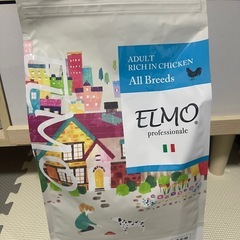 ADULT
RICH IN CHICKEN
All Breeds
ELMO
professionale